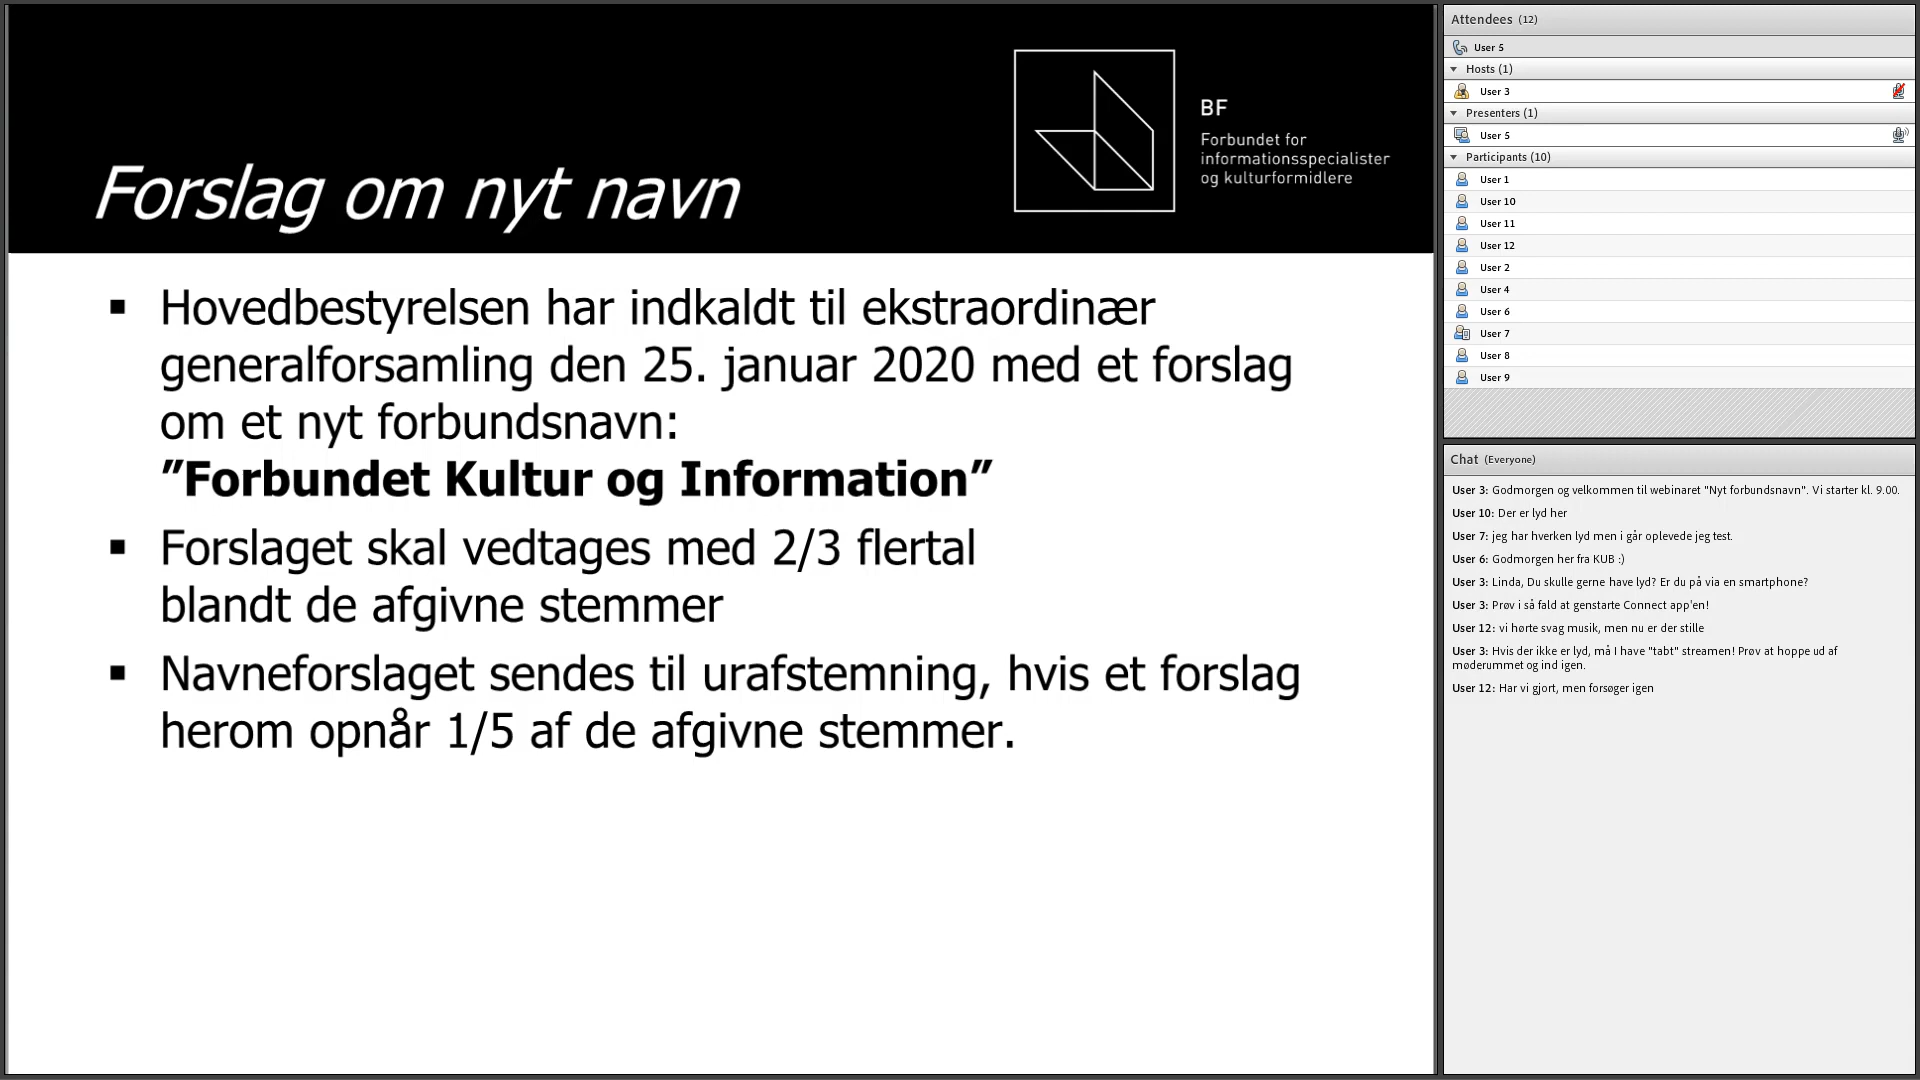 Forslag om nyt navn
BF
Forbundet for
informationsspecialister
og kulturformidlere
▪ Hovedbestyrelsen har indkaldt til ekstraordinær
generalforsamling den 25. januar 2020 med et forslag
om et nyt forbundsnavn:
”Forbundet Kultur og Information”
▪ Forslaget skal vedtages med 2/3 flertal
blandt de afgivne stemmer
▪ Navneforslaget sendes til urafstemning, hvis et forslag
herom opnår 1/5 af de afgivne stemmer.
Attendees (12)
User 5
Hosts (1)
User 3
Presenters (1)
User 5
Participants (10)
User 1
User 10
User 11
User 12
User 2
User 4
User 6
User 7
User 8
User 9
Chat (Everyone)
User 3: Godmorgen og velkommen til webinaret "Nyt forbundsnavn". Vi starter kl. 9.00.
User 10: Der er lyd her
User 7: jeg har hverken lyd men i går oplevede jeg test.
User 6: Godmorgen her fra KUB :)
User 3: Linda, Du skulle gerne have lyd? Er du på via en smartphone?
User 3: Prøv i så fald at genstarte Connect app'en!
User 12: vi hørte svag musik, men nu er der stille
User 3: Hvis der ikke er lyd, må I have "tabt" streamen! Prøv at hoppe ud af
møderummet og ind igen.
User 12: Har vi gjort, men forsøger igen